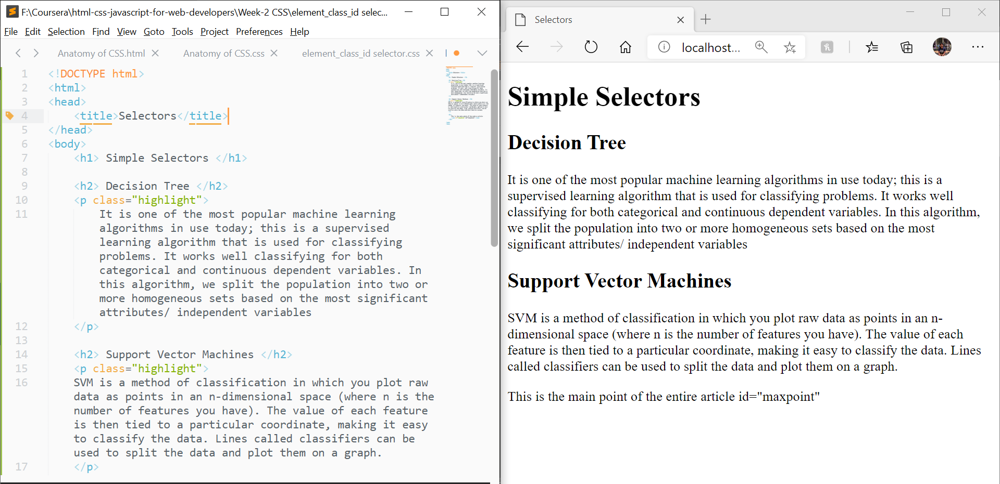 F:\Coursera\html-css-javascript-for-web-developers\Week-2 CSS\element_class_id selec...
File Edit Selection Find View Goto Tools Project Preferences Help
Anatomy of CSS.html Anatomy of CSS.css element_class_id selector.css
1 <!DOCTYPE html>
2 <html>
3 <head>
4 <title>Selectors</title>
5 </head>
6 <body>
7 <h1> Simple Selectors </h1>
8
9 <h2> Decision Tree </h2>
10 <p class="highlight">
11 It is one of the most popular machine learning
algorithms in use today; this is a supervised
learning algorithm that is used for classifying
problems. It works well classifying for both
categorical and continuous dependent variables. In
this algorithm, we split the population into two or
more homogeneous sets based on the most significant
attributes/ independent variables
12 </p>
13
14 <h2> Support Vector Machines </h2>
15 <p class="highlight">
16 SVM is a method of classification in which you plot raw
data as points in an n-dimensional space (where n is the
number of features you have). The value of each feature
is then tied to a particular coordinate, making it easy
to classify the data. Lines called classifiers can be
used to split the data and plot them on a graph.
17 </p>
Selectors
localhost...
Simple Selectors
Decision Tree
It is one of the most popular machine learning algorithms in use today; this is a
supervised learning algorithm that is used for classifying problems. It works well
classifying for both categorical and continuous dependent variables. In this algorithm,
we split the population into two or more homogeneous sets based on the most
significant attributes/ independent variables
Support Vector Machines
SVM is a method of classification in which you plot raw data as points in an n-
dimensional space (where n is the number of features you have). The value of each
feature is then tied to a particular coordinate, making it easy to classify the data. Lines
called classifiers can be used to split the data and plot them on a graph.
This is the main point of the entire article id="maxpoint"